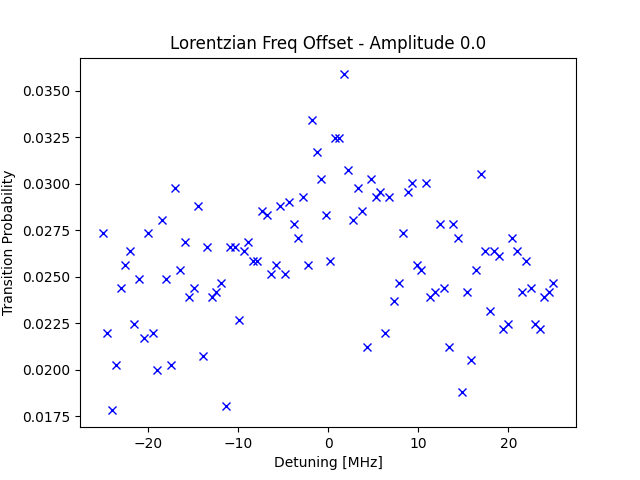 Lorentzian Freq Offset - Amplitude 0.0
Transition Probability
0.0350
0.0325
0.0300
0.0275
0.0250
0.0225
0.0200
0.0175
−20 −10 0 10 20
Detuning [MHz]